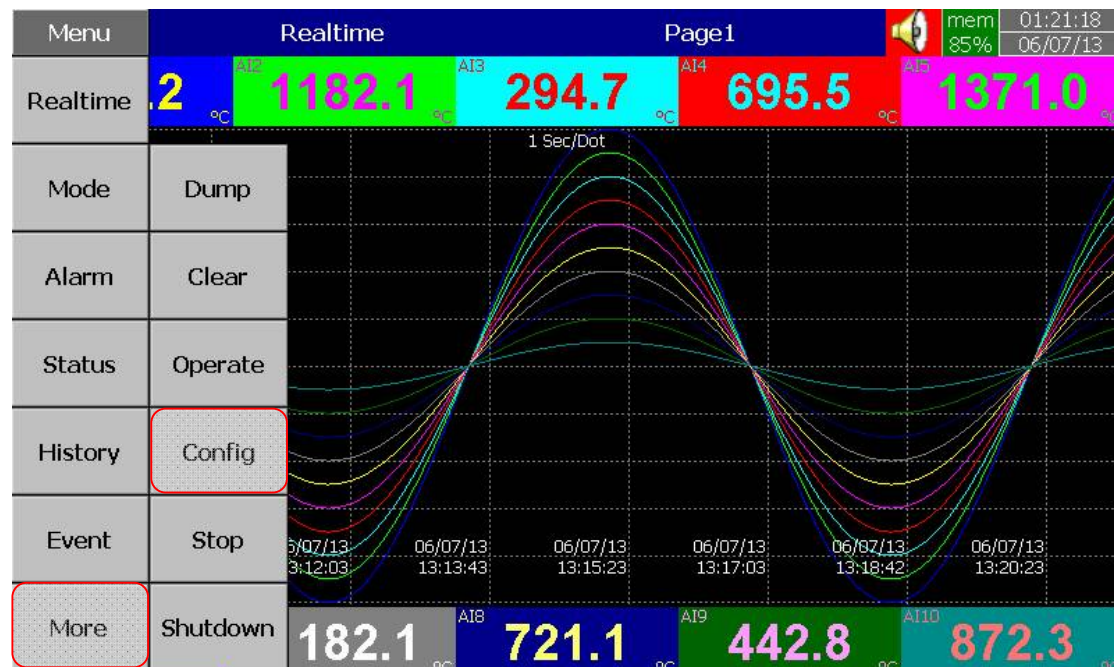 Menu
Realtime
Page1
mem
85%
01:21:18
06/07/13
Realtime
.2 °C
AI2 1182.1 °C
AI3 294.7 °C
AI4 695.5 °C
AI5 1371.0
1 Sec/Dot
Mode
Dump
Alarm
Clear
Status
Operate
History
Config
Event
Stop
More
Shutdown
/07/13 06/07/13 06/07/13 06/07/13 06/07/13 06/07/13
:12:03 13:13:43 13:15:23 13:17:03 13:18:42 13:20:23
182.1 °C
AI8 721.1 °C
AI9 442.8 °C
AI10 872.3 °C